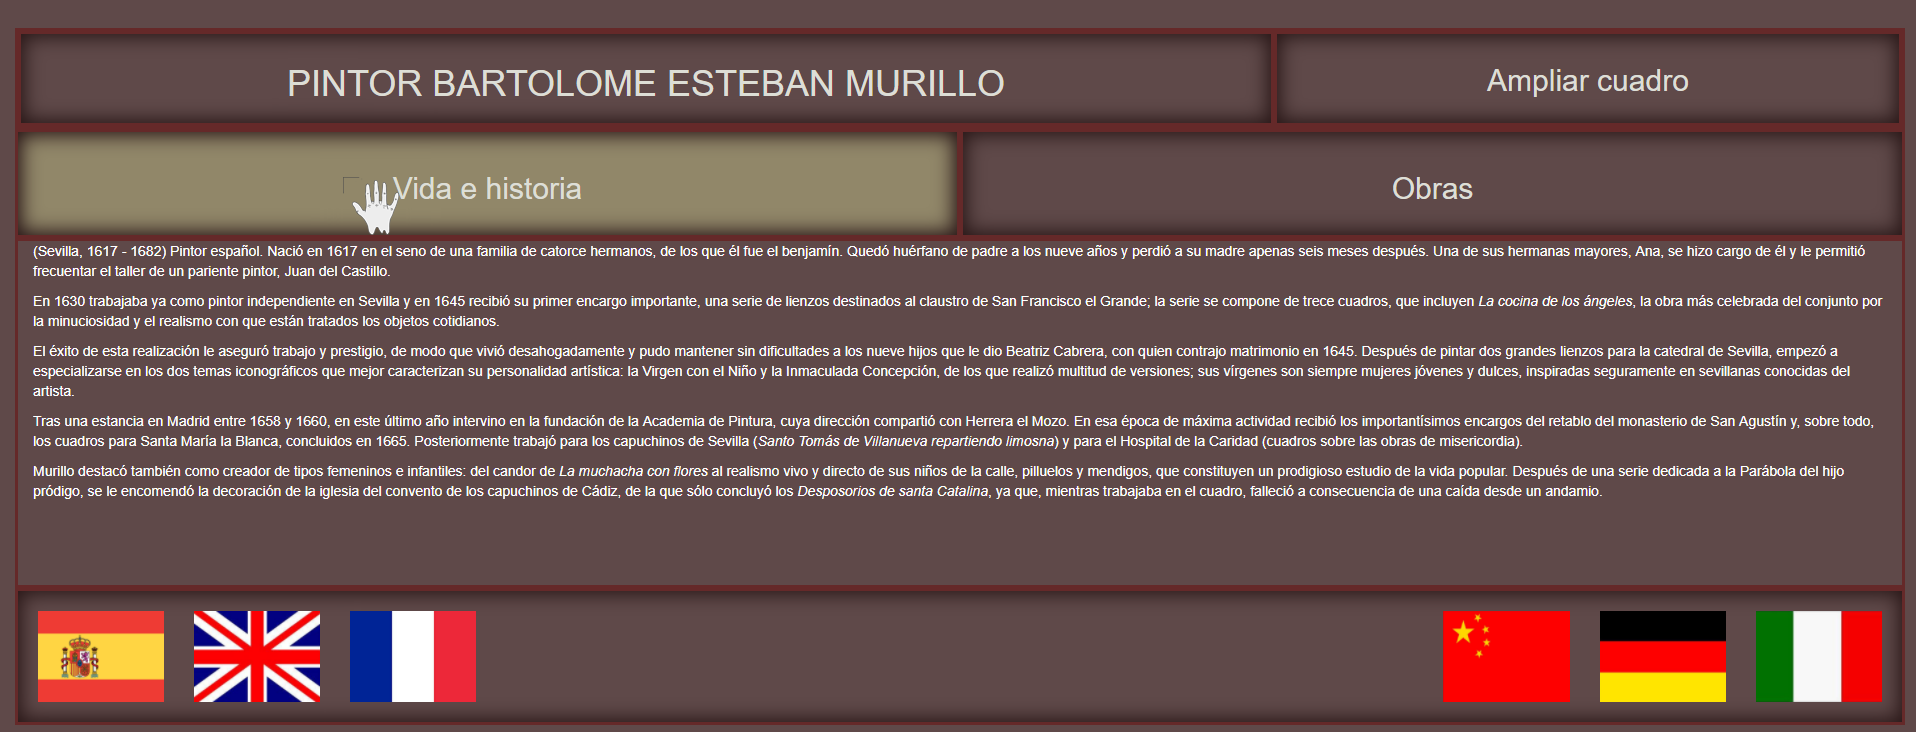 PINTOR BARTOLOME ESTEBAN MURILLO
Ampliar cuadro
Vida e historia
Obras
(Sevilla, 1617 - 1682) Pintor español. Nació en 1617 en el seno de una familia de catorce hermanos, de los que él fue el benjamín. Quedó huérfano de padre a los nueve años y perdió a su madre apenas seis meses después. Una de sus hermanas mayores, Ana, se hizo cargo de él y le permitió
frecuentar el taller de un pariente pintor, Juan del Castillo.
En 1630 trabajaba ya como pintor independiente en Sevilla y en 1645 recibió su primer encargo importante, una serie de lienzos destinados al claustro de San Francisco el Grande; la serie se compone de trece cuadros, que incluyen La cocina de los ángeles, la obra más celebrada del conjunto por
la minuciosidad y el realismo con que están tratados los objetos cotidianos.
El éxito de esta realización le aseguró trabajo y prestigio, de modo que vivió desahogadamente y pudo mantener sin dificultades a los nueve hijos que le dio Beatriz Cabrera, con quien contrajo matrimonio en 1645. Después de pintar dos grandes lienzos para la catedral de Sevilla, empezó a
especializarse en los dos temas iconográficos que mejor caracterizan su personalidad artística: la Virgen con el Niño y la Inmaculada Concepción, de los que realizó multitud de versiones; sus vírgenes son siempre mujeres jóvenes y dulces, inspiradas seguramente en sevillanas conocidas del
artista.
Tras una estancia en Madrid entre 1658 y 1660, en este último año intervino en la fundación de la Academia de Pintura, cuya dirección compartió con Herrera el Mozo. En esa época de máxima actividad recibió los importantísimos encargos del retablo del monasterio de San Agustín y, sobre todo,
los cuadros para Santa María la Blanca, concluidos en 1665. Posteriormente trabajó para los capuchinos de Sevilla (Santo Tomás de Villanueva repartiendo limosna) y para el Hospital de la Caridad (cuadros sobre las obras de misericordia).
Murillo destacó también como creador de tipos femeninos e infantiles: del candor de La muchacha con flores al realismo vivo y directo de sus niños de la calle, pilluelos y mendigos, que constituyen un prodigioso estudio de la vida popular. Después de una serie dedicada a la Parábola del hijo
pródigo, se le encomendó la decoración de la iglesia del convento de los capuchinos de Cádiz, de la que sólo concluyó los Desposorios de santa Catalina, ya que, mientras trabajaba en el cuadro, falleció a consecuencia de una caída desde un andamio.